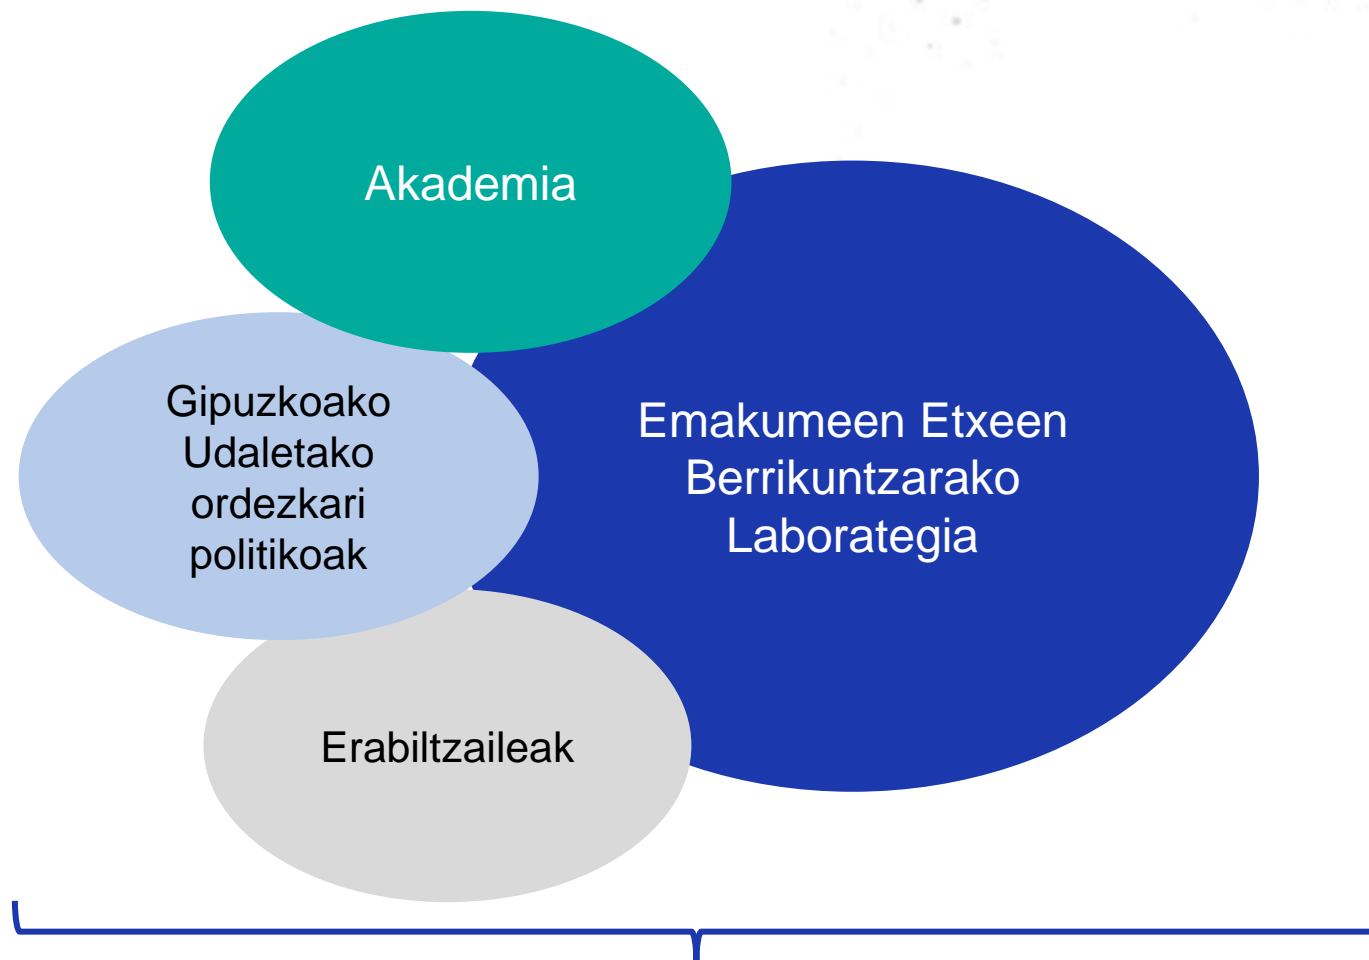 Akademia
Gipuzkoako
Udaletako
ordezkari
politikoak
Emakumeen Etxeen
Berrikuntzarako
Laborategia
Erabiltzaileak